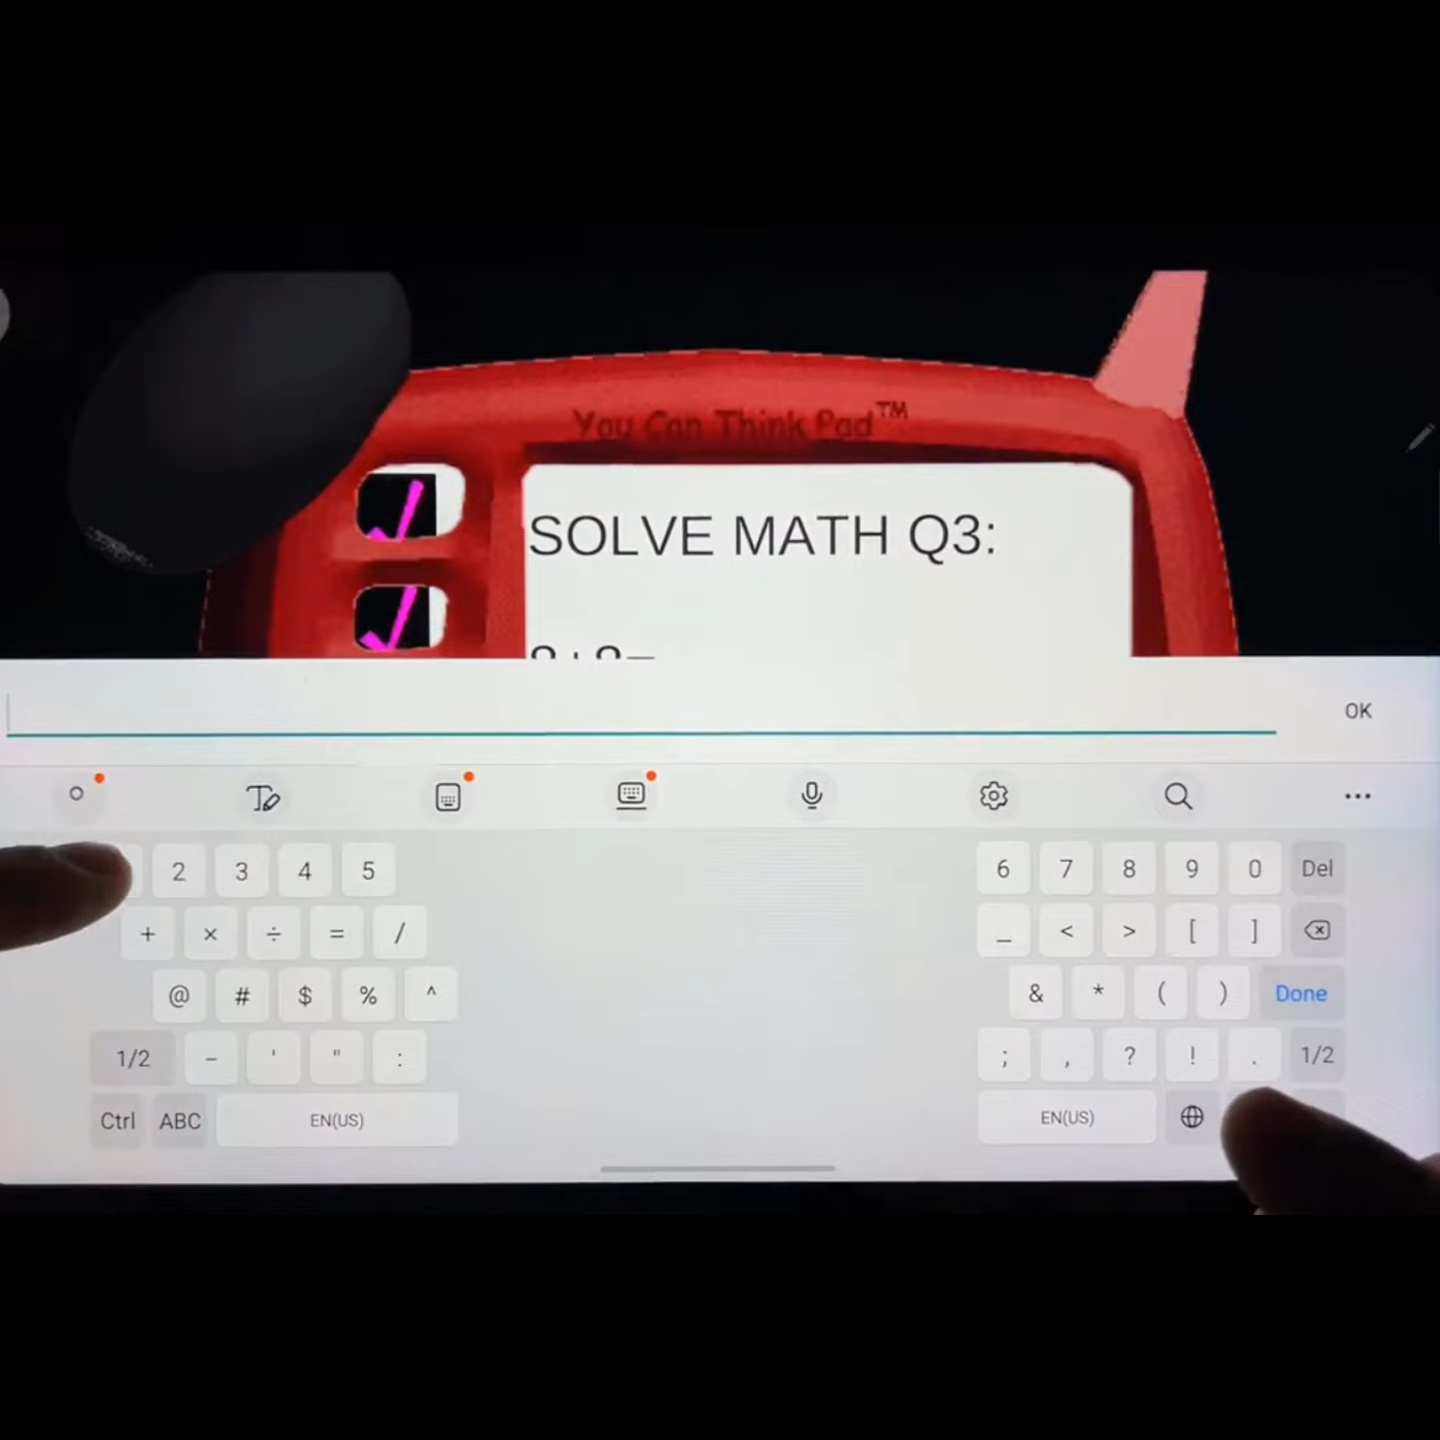 You Can Think Pad™
SOLVE MATH Q3:
OK
2 3 4 5
6 7 8 9 0 Del
+ × ÷ = /
_ < > [ ]
@ # $ % ^
& * ( ) Done
1/2 - ' " :
; , ? ! . 1/2
Ctrl ABC EN(US)
EN(US)